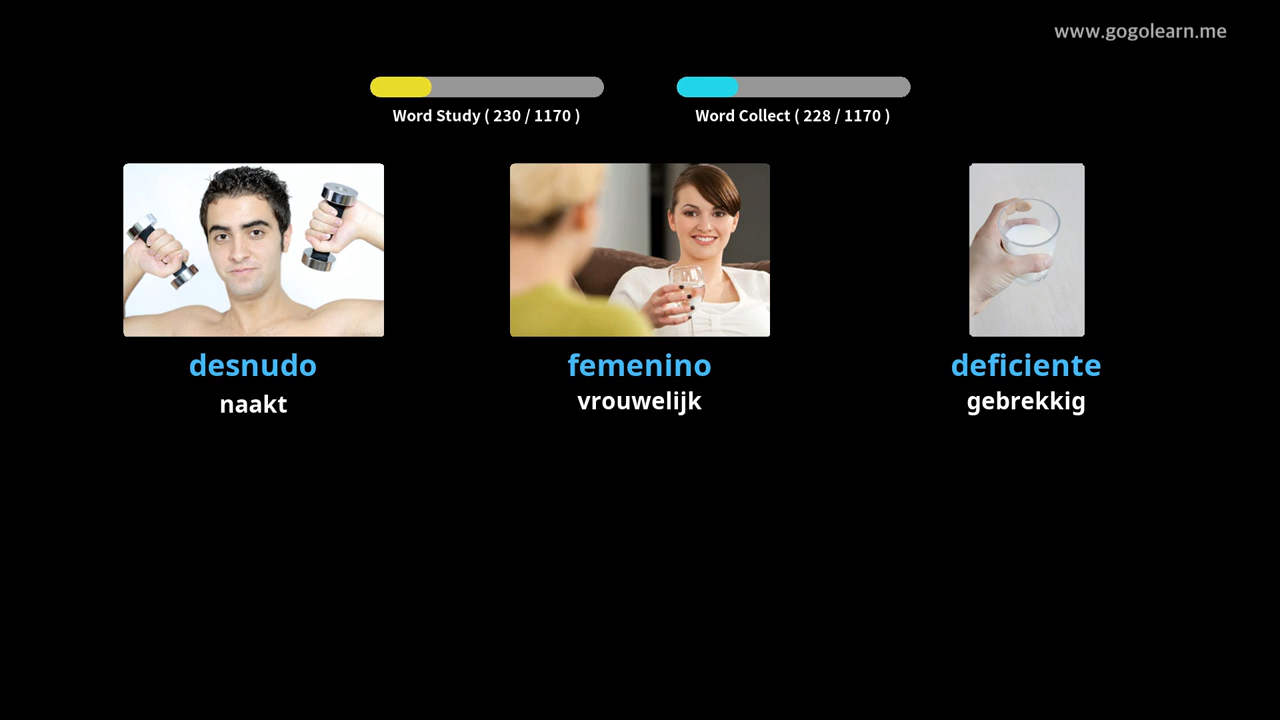 www.gogolearn.me
Word Study ( 230 / 1170 )
Word Collect ( 228 / 1170 )
desnudo
naakt
femenino
vrouwelijk
deficiente
gebrekkig